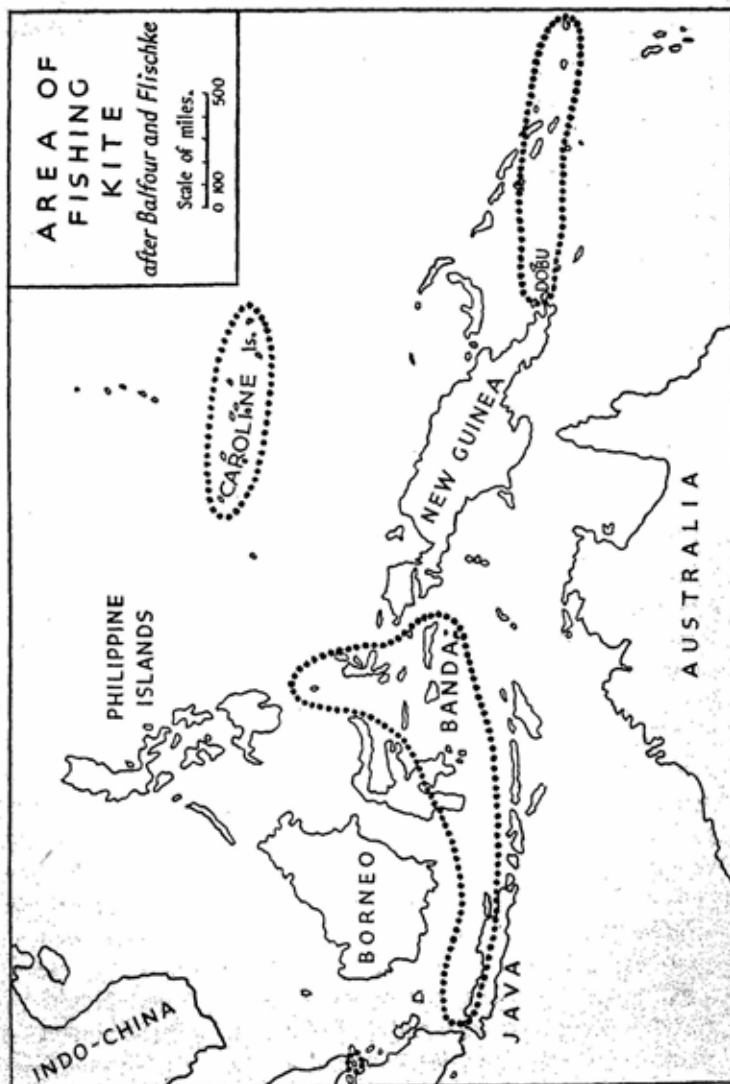 AREA OF
FISHING
KITE
after Balfour and Flischke
Scale of miles.
0 100 500
INDO-CHINA
PHILIPPINE
ISLANDS
CAROLINE Is.
BORNEO
BANDA
NEW GUINEA
DOBU
JAVA
AUSTRALIA